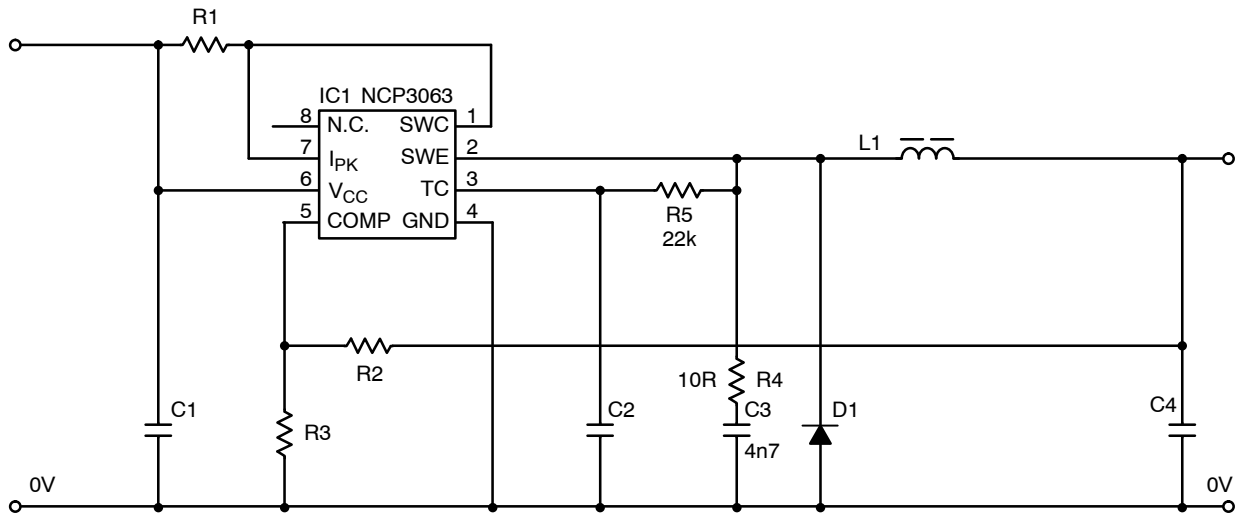 R1
IC1 NCP3063
8 N.C. SWC 1
7 IPK SWE 2
6 VCC TC 3
5 COMP GND 4
L1
R5
22k
R2
10R R4
C1
R3
C2
C3
4n7
D1
C4
0V
0V